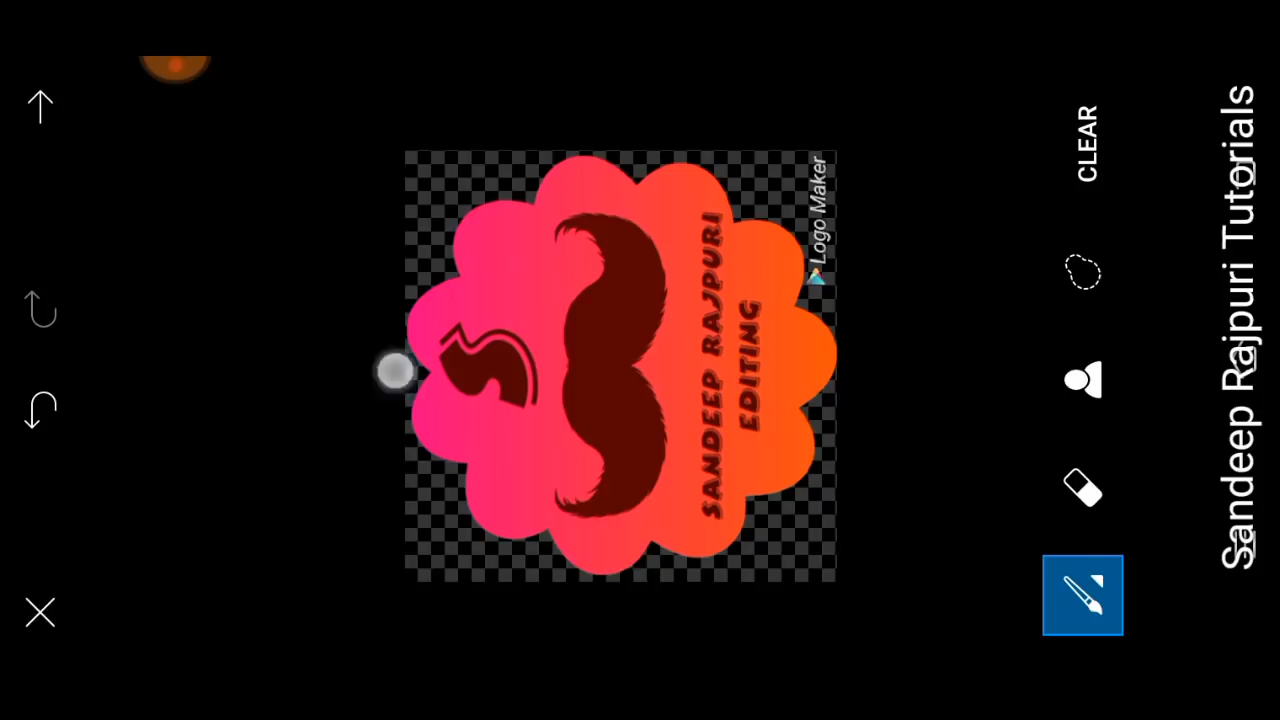 CLEAR
Logo Maker
S
SANDEEP RAJPURI
EDITING
Sandeep Rajpuri Tutorials